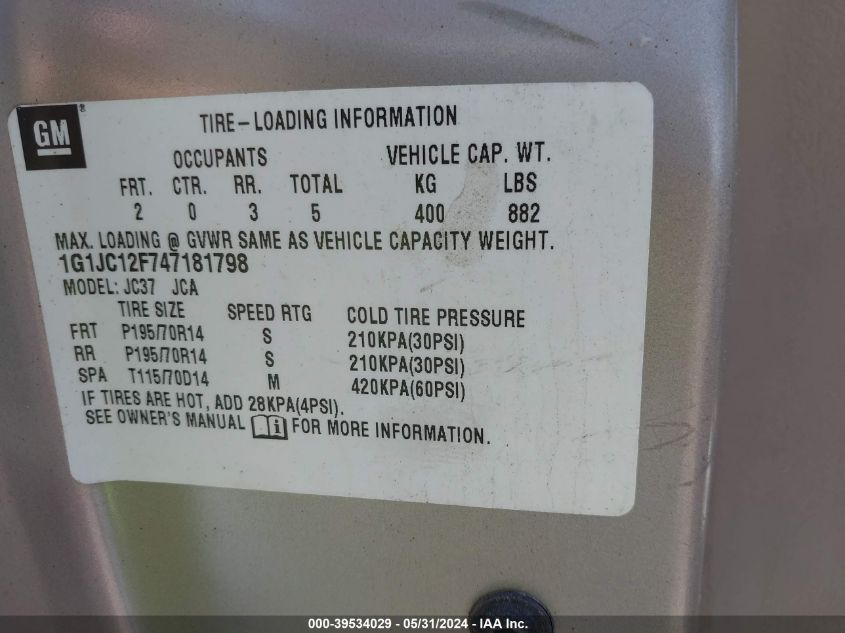 GM ®
TIRE-LOADING INFORMATION
OCCUPANTS VEHICLE CAP. WT.
FRT. CTR. RR. TOTAL KG LBS
2 0 3 5 400 882
MAX. LOADING @ GVWR SAME AS VEHICLE CAPACITY WEIGHT.
1G1JC12F747181798
MODEL: JC37 JCA
TIRE SIZE SPEED RTG COLD TIRE PRESSURE
FRT P195/70R14 S 210KPA(30PSI)
RR P195/70R14 S 210KPA(30PSI)
SPA T115/70D14 M 420KPA(60PSI)
IF TIRES ARE HOT, ADD 28KPA(4PSI).
SEE OWNER'S MANUAL i FOR MORE INFORMATION.
000-39534029 - 05/31/2024 - IAA Inc.